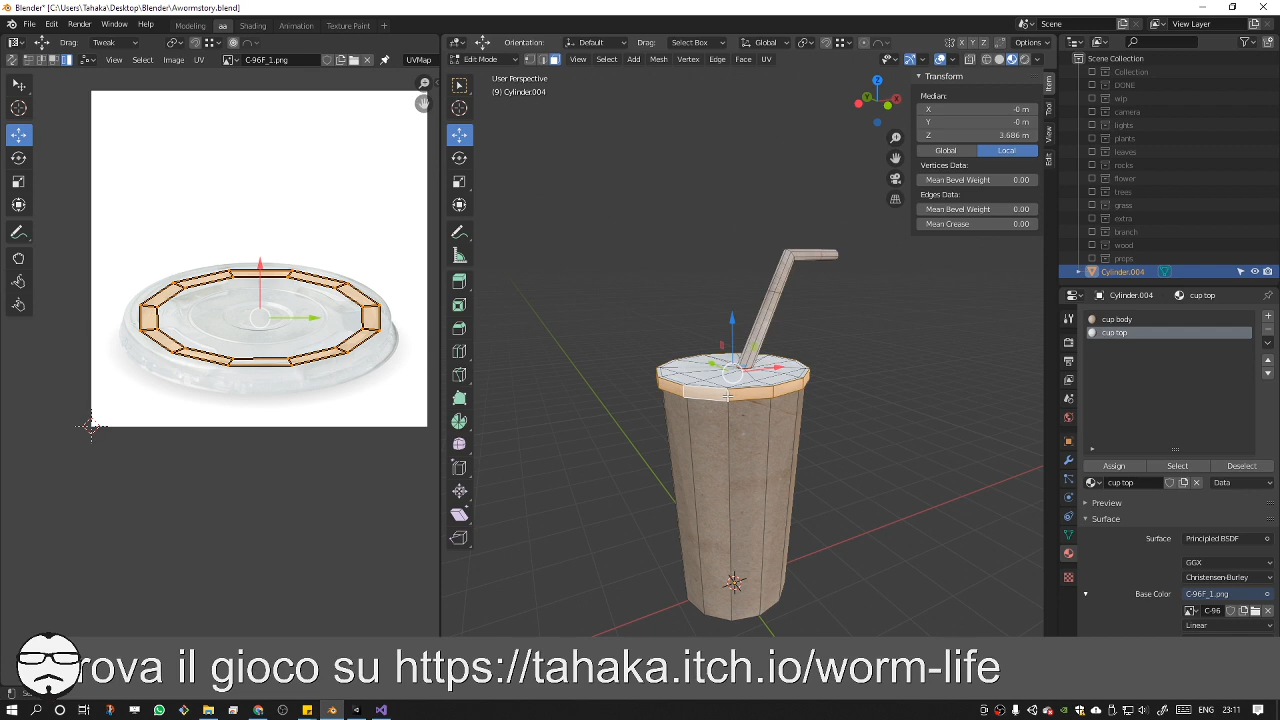 Blender* [C:\Users\Tahaka\Desktop\Blender\Awormstory.blend]
File Edit Render Window Help Modeling aa Shading Animation Texture Paint Scene View Layer
Drag: Tweak Orientation: Default Drag: Select Box Global X Y Z Options
View Select Image UV C-96F_1.png UVMap Edit Mode View Select Add Mesh Vertex Edge Face UV
User Perspective
(9) Cylinder.004
Transform
Median:
X -0 m
Y -0 m
Z 3.686 m
Global Local
Vertices Data:
Mean Bevel Weight 0.00
Edges Data:
Mean Bevel Weight 0.00
Mean Crease 0.00
Item
Tool
View
Edit
Z
Y
X
Scene Collection
Collection
DONE
wip
camera
lights
plants
leaves
rocks
flower
trees
grass
extra
branch
wood
props
Cylinder.004
Cylinder.004 cup top
cup body
cup top
Assign Select Deselect
cup top Data
Preview
Surface
Surface Principled BSDF
GGX
Christensen-Burley
Base Color C-96F_1.png
C-96
Linear
rova il gioco su https://tahaka.itch.io/worm-life
ENG 23:11